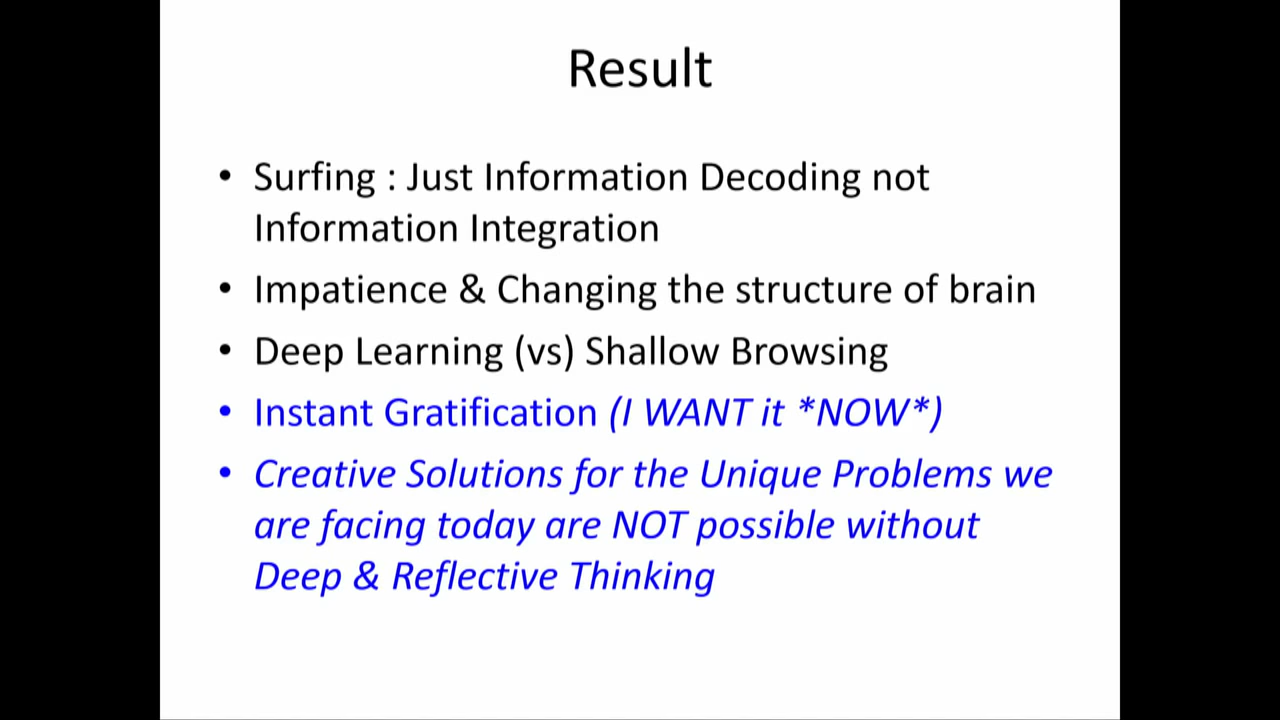 Result
• Surfing : Just Information Decoding not
Information Integration
• Impatience & Changing the structure of brain
• Deep Learning (vs) Shallow Browsing
• Instant Gratification (I WANT it *NOW*)
• Creative Solutions for the Unique Problems we
are facing today are NOT possible without
Deep & Reflective Thinking